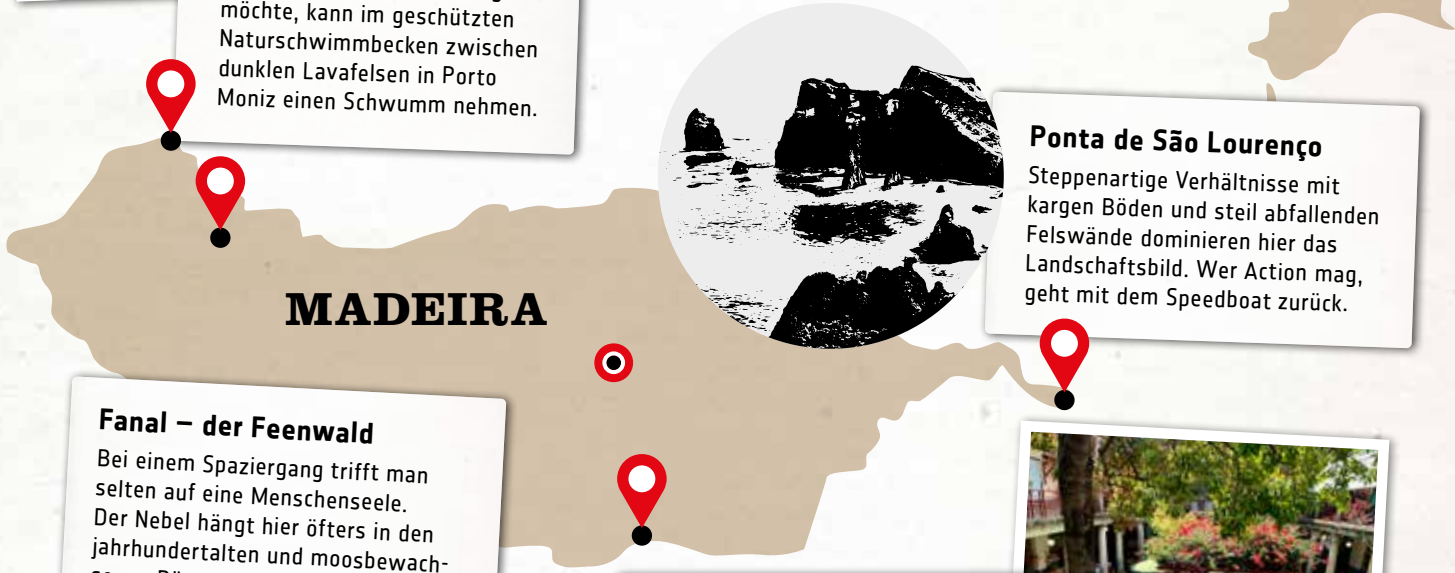 möchte, kann im geschützten
Naturschwimmbecken zwischen
dunklen Lavafelsen in Porto
Moniz einen Schwumm nehmen.
Ponta de São Lourenço
Steppenartige Verhältnisse mit
kargen Böden und steil abfallenden
Felswände dominieren hier das
Landschaftsbild. Wer Action mag,
geht mit dem Speedboat zurück.
MADEIRA
Fanal – der Feenwald
Bei einem Spaziergang trifft man
selten auf eine Menschenseele.
Der Nebel hängt hier öfters in den
jahrhundertalten und moosbewach-